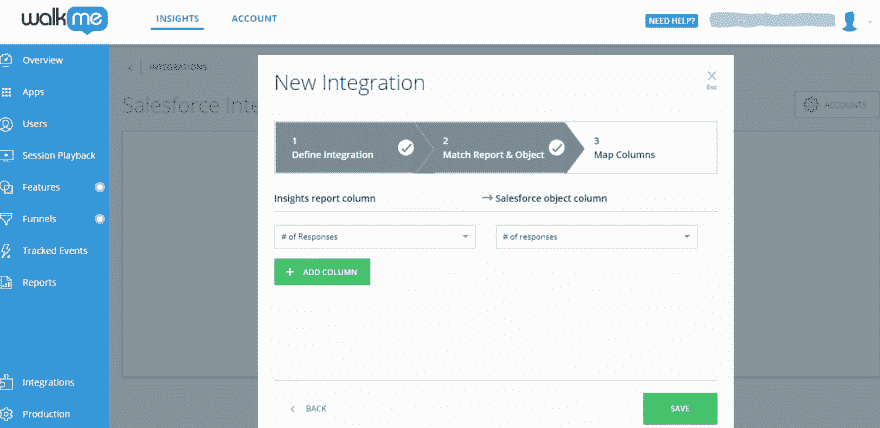 walkme
INSIGHTS
ACCOUNT
NEED HELP?
Overview
Apps
Users
Session Playback
Features
Funnels
Tracked Events
Reports
Integrations
Production
INTEGRATIONS
Salesforce Inte
ACCOUNTS
New Integration
Esc
1
Define Integration
2
Match Report & Object
3
Map Columns
Insights report column
→ Salesforce object column
# of Responses
# of responses
+ ADD COLUMN
< BACK
SAVE